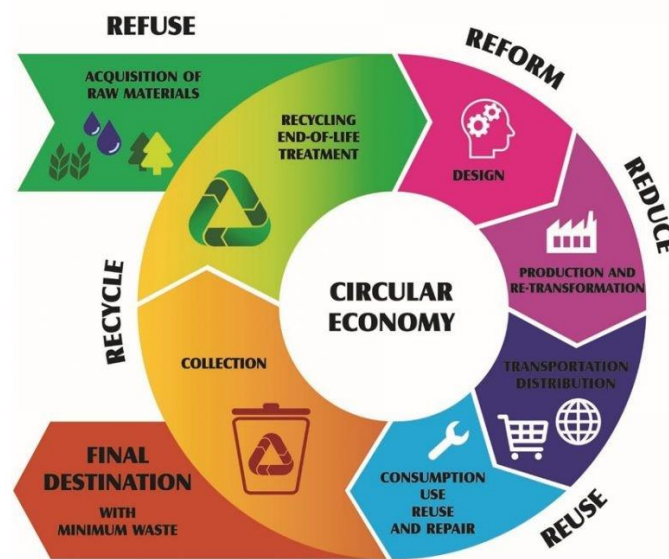 REFUSE
ACQUISITION OF
RAW MATERIALS
RECYCLING
END-OF-LIFE
TREATMENT
REFORM
DESIGN
REDUCE
PRODUCTION AND
RE-TRANSFORMATION
CIRCULAR
ECONOMY
RECYCLE
COLLECTION
TRANSPORTATION
DISTRIBUTION
FINAL
DESTINATION
WITH
MINIMUM WASTE
CONSUMPTION
USE
REUSE
AND REPAIR
REUSE